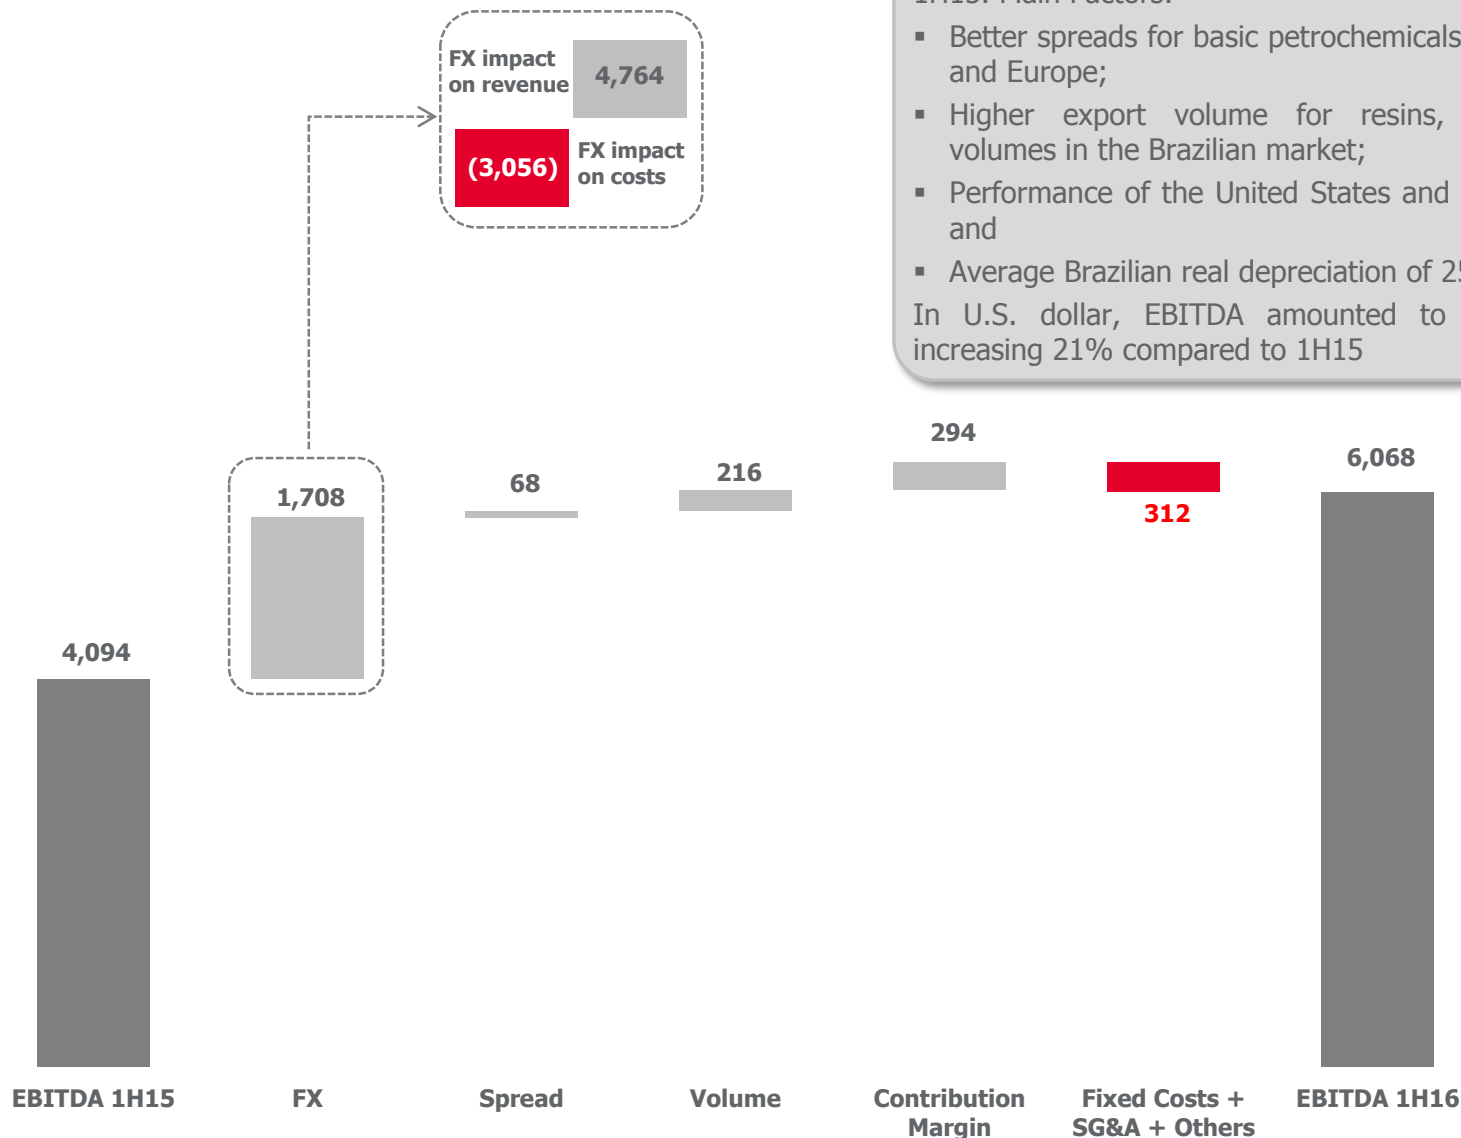 1H15. Main Factors:
▪ Better spreads for basic petrochemicals
and Europe;
▪ Higher export volume for resins,
volumes in the Brazilian market;
▪ Performance of the United States and
and
▪ Average Brazilian real depreciation of
In U.S. dollar, EBITDA amounted to
increasing 21% compared to 1H15
FX impact
on revenue
4,764
(3,056)
FX impact
on costs
4,094
1,708
68
216
294
312
6,068
EBITDA 1H15
FX
Spread
Volume
Contribution
Margin
Fixed Costs +
SG&A + Others
EBITDA 1H16